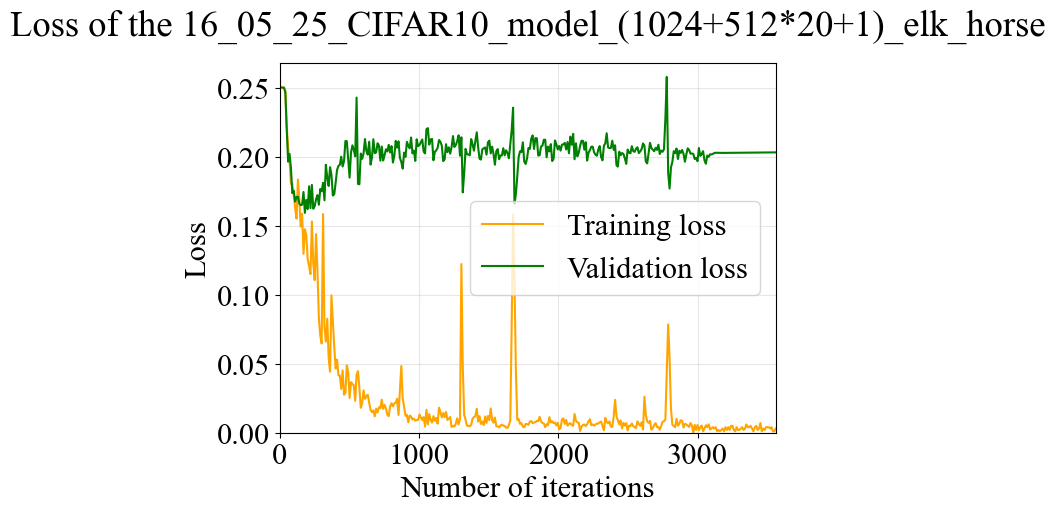 Loss of the 16_05_25_CIFAR10_model_(1024+512*20+1)_elk_horse
0.25
0.20
0.15
0.10
0.05
0.00
Loss
Training loss
Validation loss
0 1000 2000 3000
Number of iterations